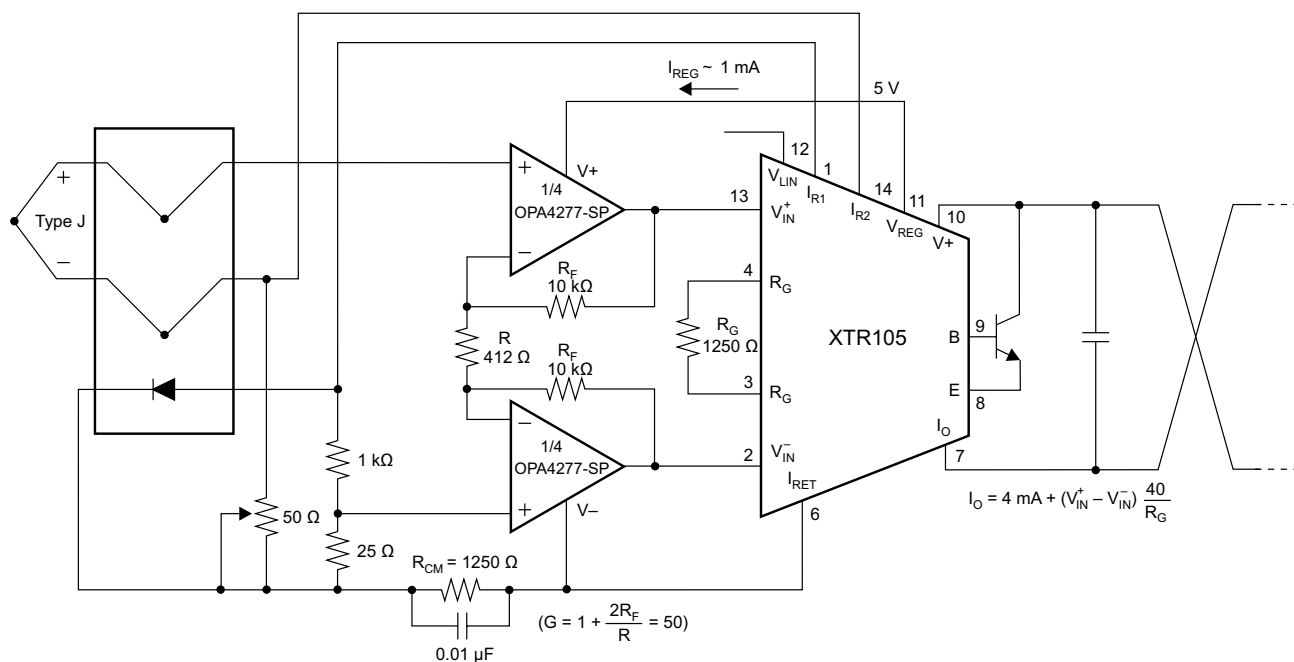 I_REG ~ 1 mA
5 V
+
Type J
−
+
V+
1/4
OPA4277-SP
−
R_F
10 kΩ
R
412 Ω
R_F
10 kΩ
−
1/4
OPA4277-SP
+
V−
1 kΩ
50 Ω
25 Ω
R_CM = 1250 Ω
0.01 µF
(G = 1 + 2R_F/R = 50)
12
V_LIN
1
I_R1
14
I_R2
11
V_REG
10
V+
13
V_IN^+
4
R_G
R_G
1250 Ω
3
R_G
XTR105
B
9
E
8
I_O
7
2
V_IN^−
I_RET
6
I_O = 4 mA + (V_IN^+ − V_IN^−) 40/R_G